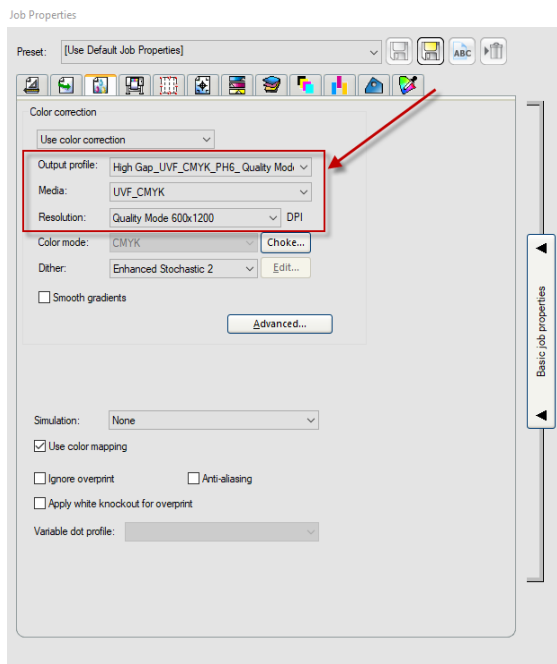 Job Properties
Preset: [Use Default Job Properties] ABC
Color correction
Use color correction
Output profile: High Gap_UVF_CMYK_PH6_ Quality Mod
Media: UVF_CMYK
Resolution: Quality Mode 600x1200 DPI
Color mode: CMYK Choke...
Dither: Enhanced Stochastic 2 Edit...
Smooth gradients
Advanced...
Basic job properties
Simulation: None
Use color mapping
Ignore overprint Anti-aliasing
Apply white knockout for overprint
Variable dot profile: